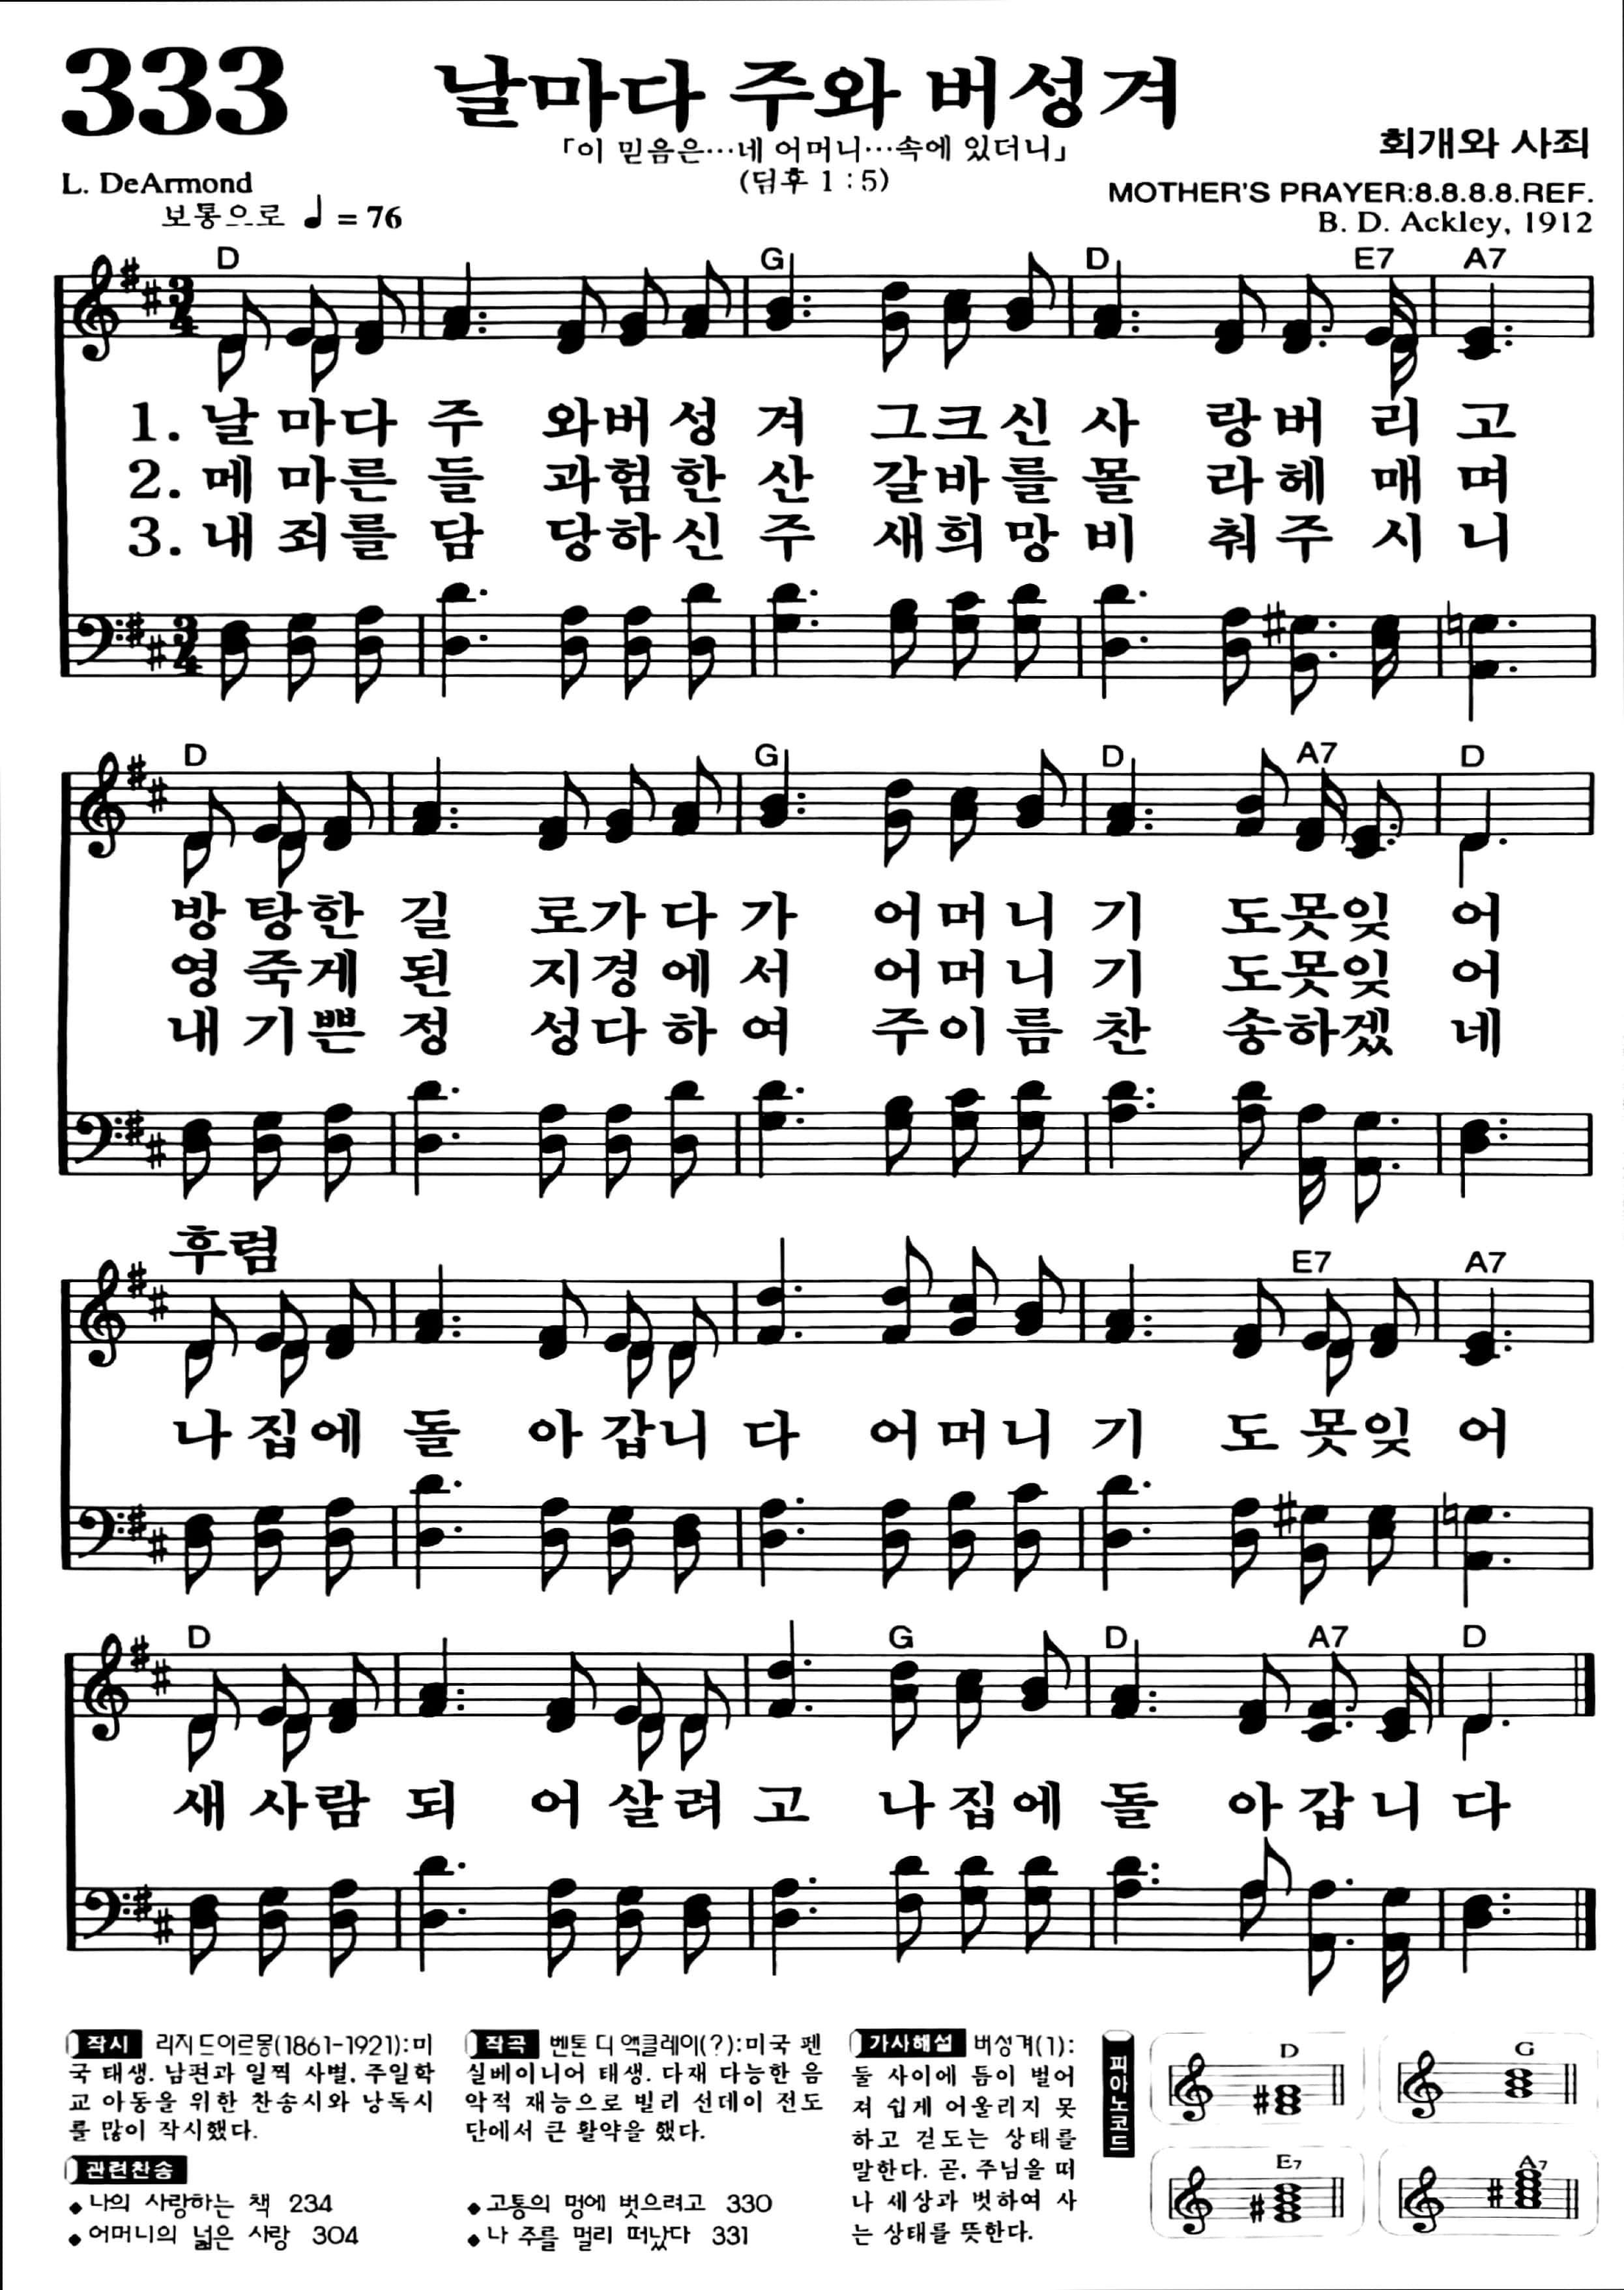 333
날마다 주와 버성겨
「이 믿음은…네 어머니…속에 있더니」
(딤후 1 : 5)
회개와 사죄
L. DeArmond
MOTHER'S PRAYER:8.8.8.8.REF.
보통으로 ♩ = 76
B. D. Ackley, 1912
D G D E7 A7
1. 날 마다 주 와버 성 겨 그크신 사 랑버 리 고
2. 메 마른 들 과험 한 산 갈바를 몰 라헤 매 며
3. 내 죄를 담 당하 신 주 새희망 비 춰주 시 니
D G D A7 D
방 탕한 길 로가 다 가 어 머 니 기 도못잊 어
영 죽게 된 지경 에 서 어 머 니 기 도못잊 어
내 기쁜 정 성다 하 여 주 이 름 찬 송하겠 네
후렴
E7 A7
나 집에 돌 아 갑니 다 어 머 니 기 도 못잊 어
D G D A7 D
새 사람 되 어 살려 고 나 집에 돌 아 갑 니 다
작시 리지 드아르몽(1861-1921):미
국 태생. 남편과 일찍 사별. 주일학
교 아동을 위한 찬송시와 낭독시
를 많이 작시했다.
관련찬송
나의 사랑하는 책 234
어머니의 넓은 사랑 304
작곡 벤톤 디 액클레이(?):미국 펜
실베이니어 태생. 다재 다능한 음
악적 재능으로 빌리 선데이 전도
단에서 큰 활약을 했다.
고통의 멍에 벗으려고 330
나 주를 멀리 떠났다 331
가사해설 버성겨(1):
둘 사이에 틈이 벌어
져 쉽게 어울리지 못
하고 겉도는 상태를
말한다. 곧, 주님을 떠
나 세상과 벗하여 사
는 상태를 뜻한다.
피아노코드
D G
E7 A7